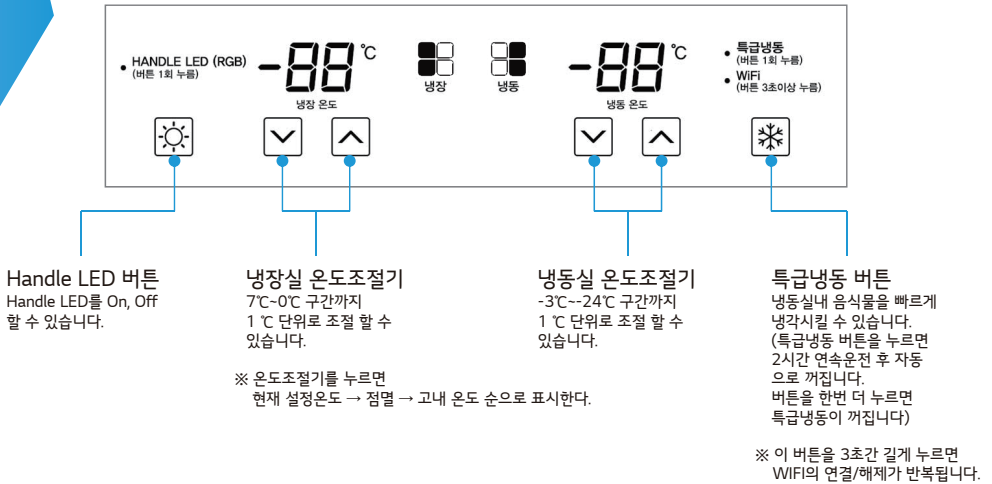 • HANDLE LED (RGB)
(버튼 1회 누름)
-88 ℃
냉장 온도
냉장
냉동
-88 ℃
냉동 온도
• 특급냉동
(버튼 1회 누름)
• WiFi
(버튼 3초이상 누름)
Handle LED 버튼
Handle LED를 On, Off
할 수 있습니다.
냉장실 온도조절기
7℃~0℃ 구간까지
1 ℃ 단위로 조절 할 수
있습니다.
※ 온도조절기를 누르면
현재 설정온도 → 점멸 → 고내 온도 순으로 표시한다.
냉동실 온도조절기
-3℃~-24℃ 구간까지
1 ℃ 단위로 조절 할 수
있습니다.
특급냉동 버튼
냉동실내 음식물을 빠르게
냉각시킬 수 있습니다.
(특급냉동 버튼을 누르면
2시간 연속운전 후 자동
으로 꺼집니다.
버튼을 한번 더 누르면
특급냉동이 꺼집니다)
※ 이 버튼을 3초간 길게 누르면
WIFI의 연결/해제가 반복됩니다.